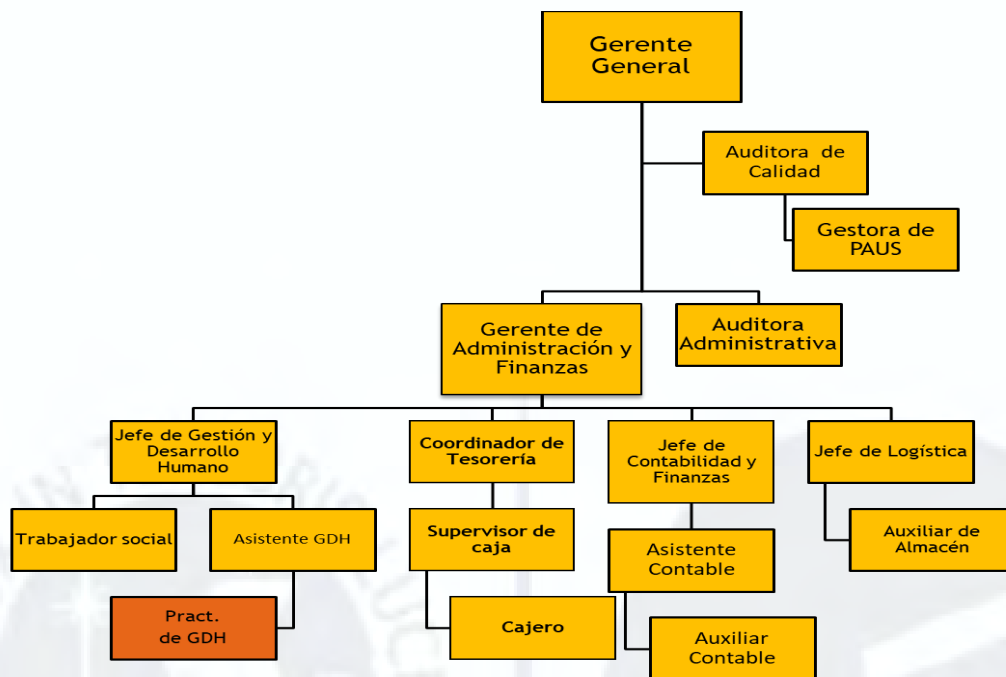 Gerente
General
Auditora de
Calidad
Gestora de
PAUS
Gerente de
Administración y
Finanzas
Auditora
Administrativa
Jefe de Gestión y
Desarrollo
Humano
Coordinador de
Tesorería
Jefe de
Contabilidad y
Finanzas
Jefe de Logística
Trabajador social
Asistente GDH
Supervisor de
caja
Asistente
Contable
Auxiliar de
Almacén
Pract.
de GDH
Cajero
Auxiliar
Contable